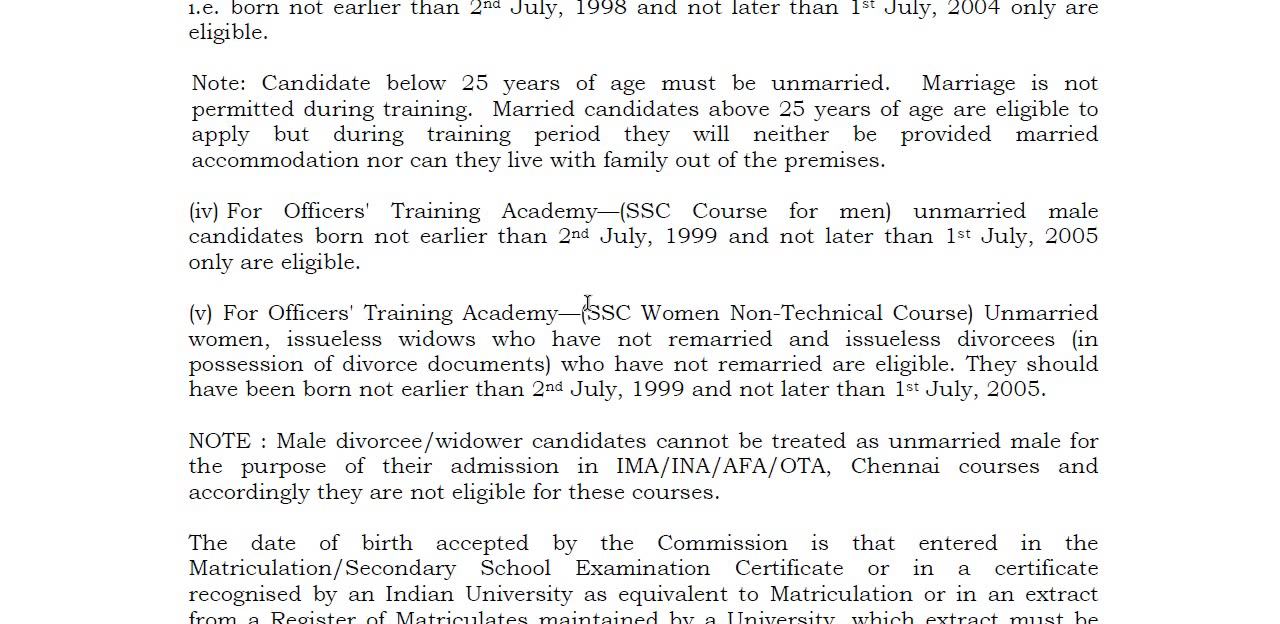 i.e. born not earlier than 2nd July, 1998 and not later than 1st July, 2004 only are
eligible.
Note: Candidate below 25 years of age must be unmarried. Marriage is not
permitted during training. Married candidates above 25 years of age are eligible to
apply but during training period they will neither be provided married
accommodation nor can they live with family out of the premises.
(iv) For Officers' Training Academy—(SSC Course for men) unmarried male
candidates born not earlier than 2nd July, 1999 and not later than 1st July, 2005
only are eligible.
(v) For Officers' Training Academy—(SSC Women Non-Technical Course) Unmarried
women, issueless widows who have not remarried and issueless divorcees (in
possession of divorce documents) who have not remarried are eligible. They should
have been born not earlier than 2nd July, 1999 and not later than 1st July, 2005.
NOTE : Male divorcee/widower candidates cannot be treated as unmarried male for
the purpose of their admission in IMA/INA/AFA/OTA, Chennai courses and
accordingly they are not eligible for these courses.
The date of birth accepted by the Commission is that entered in the
Matriculation/Secondary School Examination Certificate or in a certificate
recognised by an Indian University as equivalent to Matriculation or in an extract
from a Register of Matriculates maintained by a University, which extract must be